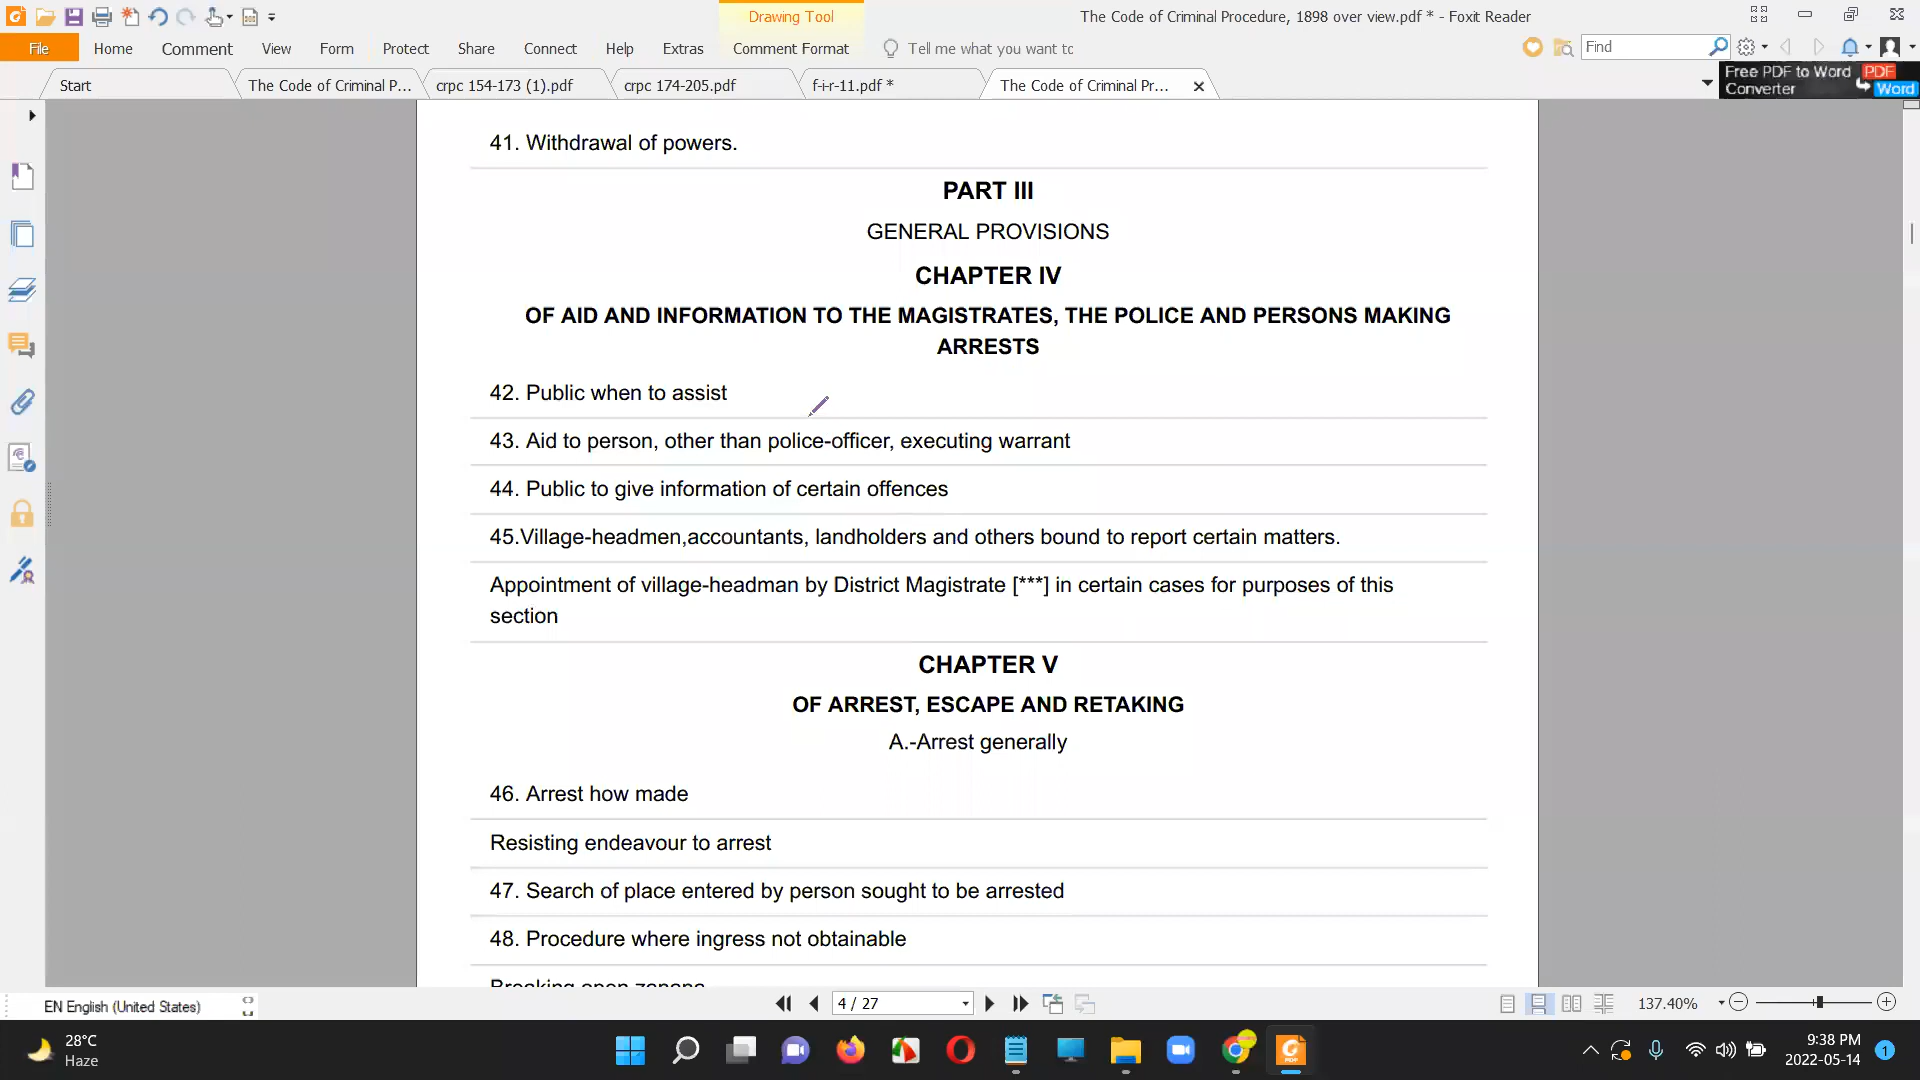 Drawing Tool
The Code of Criminal Procedure, 1898 over view.pdf * - Foxit Reader
File Home Comment View Form Protect Share Connect Help Extras Comment Format Tell me what you want to Find
Start The Code of Criminal P... crpc 154-173 (1).pdf crpc 174-205.pdf f-i-r-11.pdf * The Code of Criminal Pr...
Free PDF to Word PDF
Converter Word
41. Withdrawal of powers.
PART III
GENERAL PROVISIONS
CHAPTER IV
OF AID AND INFORMATION TO THE MAGISTRATES, THE POLICE AND PERSONS MAKING
ARRESTS
42. Public when to assist
43. Aid to person, other than police-officer, executing warrant
44. Public to give information of certain offences
45.Village-headmen,accountants, landholders and others bound to report certain matters.
Appointment of village-headman by District Magistrate [***] in certain cases for purposes of this
section
CHAPTER V
OF ARREST, ESCAPE AND RETAKING
A.-Arrest generally
46. Arrest how made
Resisting endeavour to arrest
47. Search of place entered by person sought to be arrested
48. Procedure where ingress not obtainable
Breaking open zanana
EN English (United States)
4 / 27
137.40%
28°C
Haze
9:38 PM
2022-05-14
1